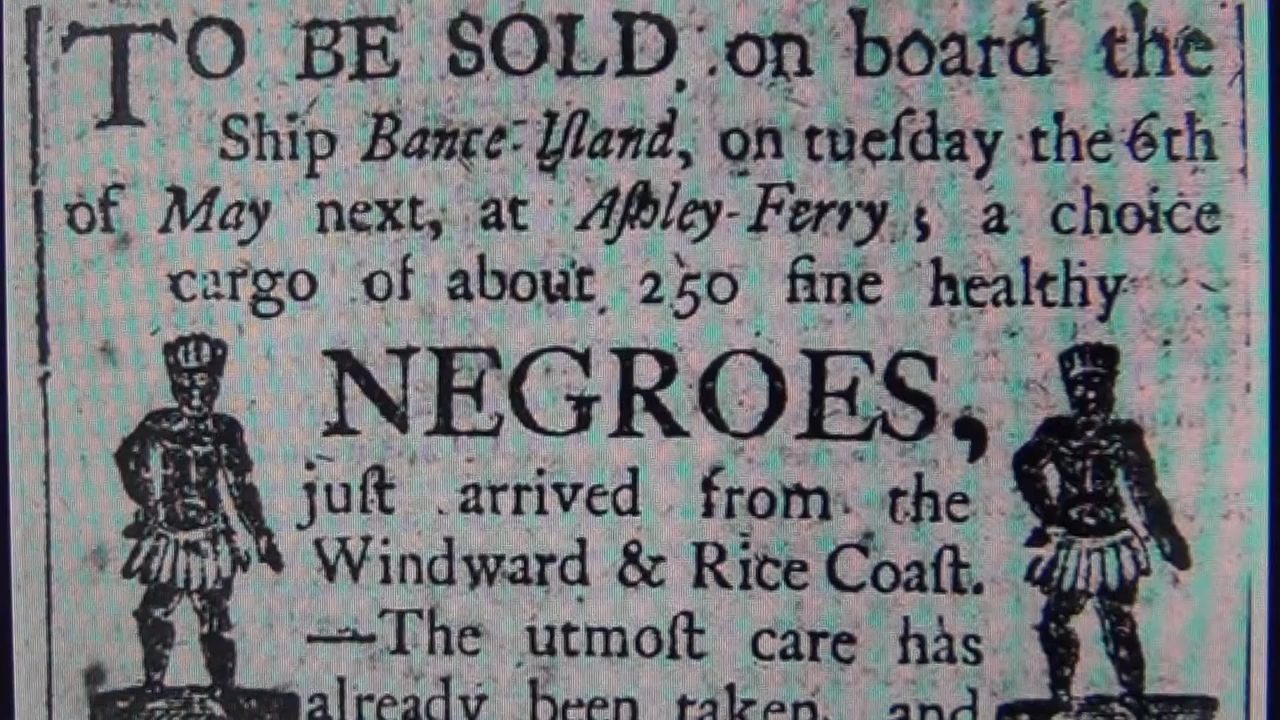 TO BE SOLD, on board the
Ship Bance-Yſland, on tueſday the 6th
of May next, at Aſhley-Ferry; a choice
cargo of about 250 fine healthy
NEGROES,
juſt arrived from the
Windward & Rice Coaſt.
—The utmoſt care has
already been taken, and